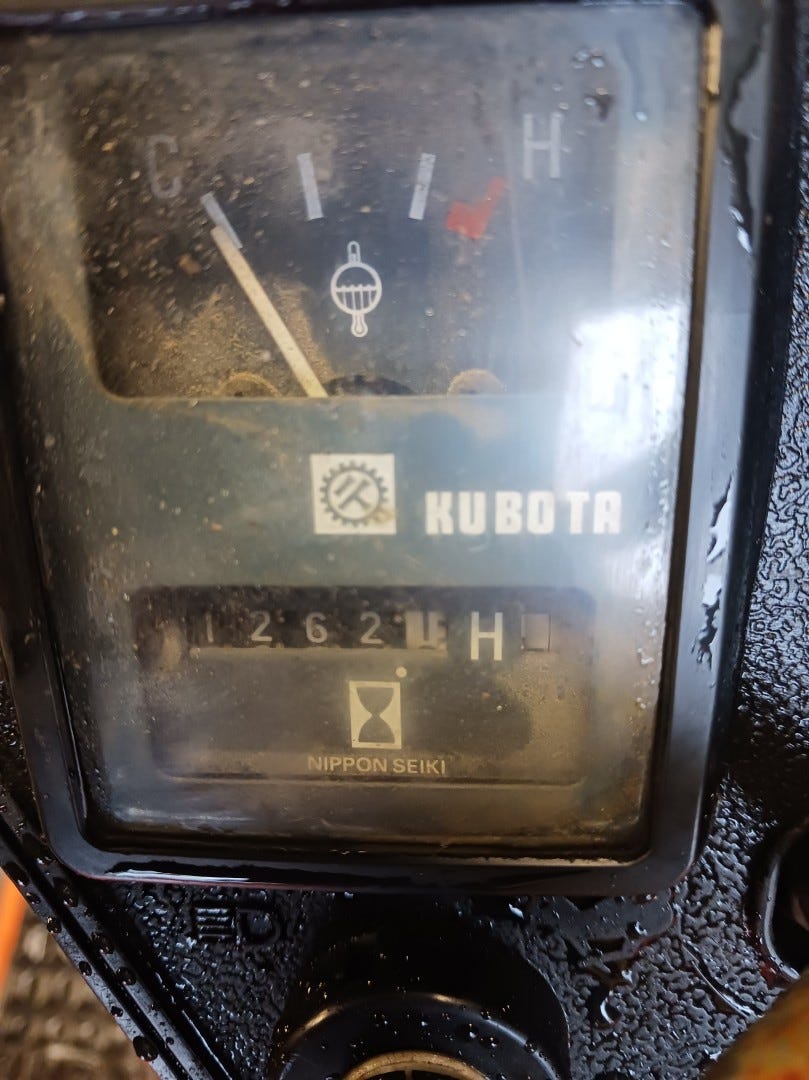 C H
KUBOTA
1262 H
NIPPON SEIKI